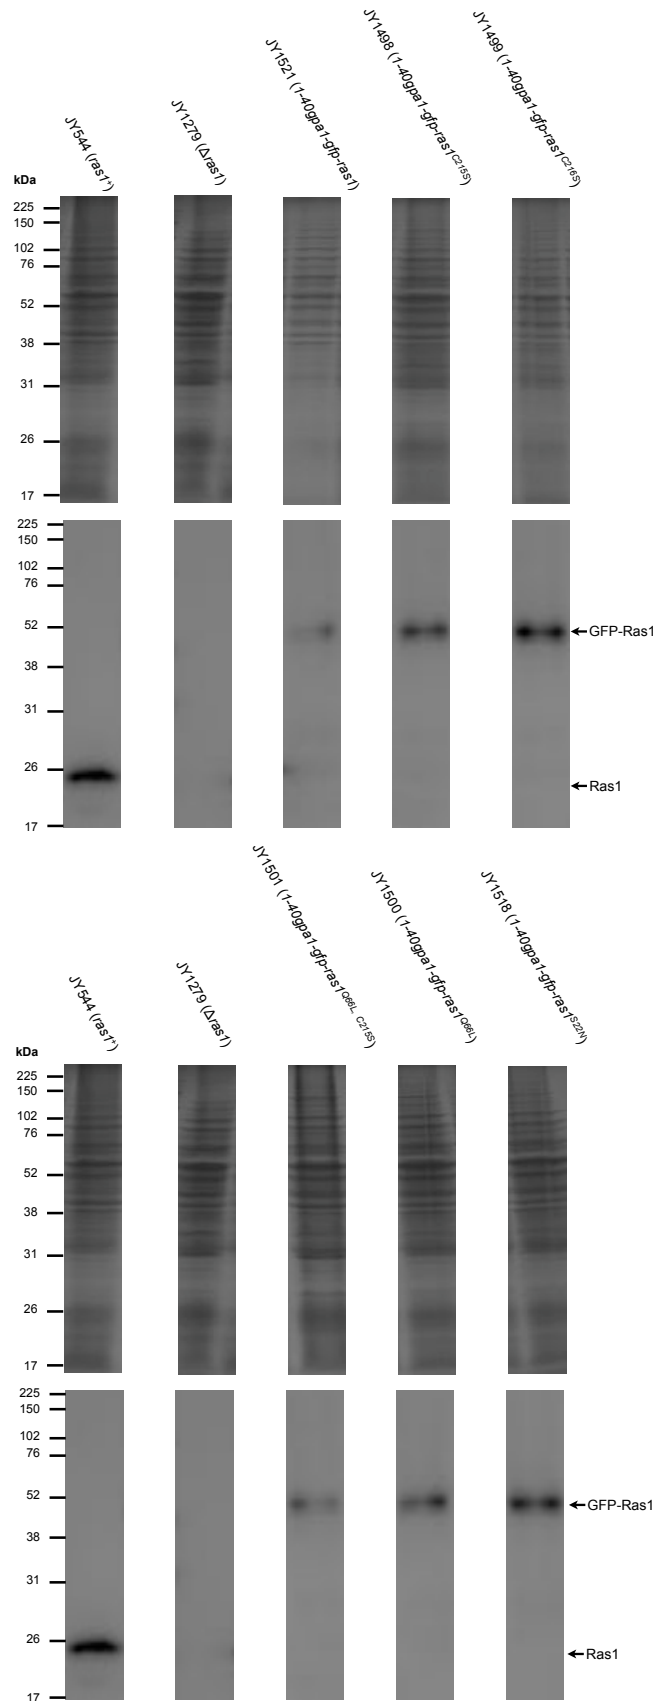 JY544 (ras1+)
JY1279 (Δras1)
JY1521 (1-40gpa1-gfp-ras1)
JY1498 (1-40gpa1-gfp-ras1C215S)
JY1499 (1-40gpa1-gfp-ras1C216S)
kDa
225
150
102
76
52
38
31
26
17
225
150
102
76
52
GFP-Ras1
38
31
26
Ras1
17
JY544 (ras1+)
JY1279 (Δras1)
JY1501 (1-40gpa1-gfp-ras1Q66L, C215S)
JY1500 (1-40gpa1-gfp-ras1Q66L)
JY1518 (1-40gpa1-gfp-ras1S22N)
kDa
225
150
102
76
52
38
31
26
17
225
150
102
76
52
GFP-Ras1
38
31
26
Ras1
17